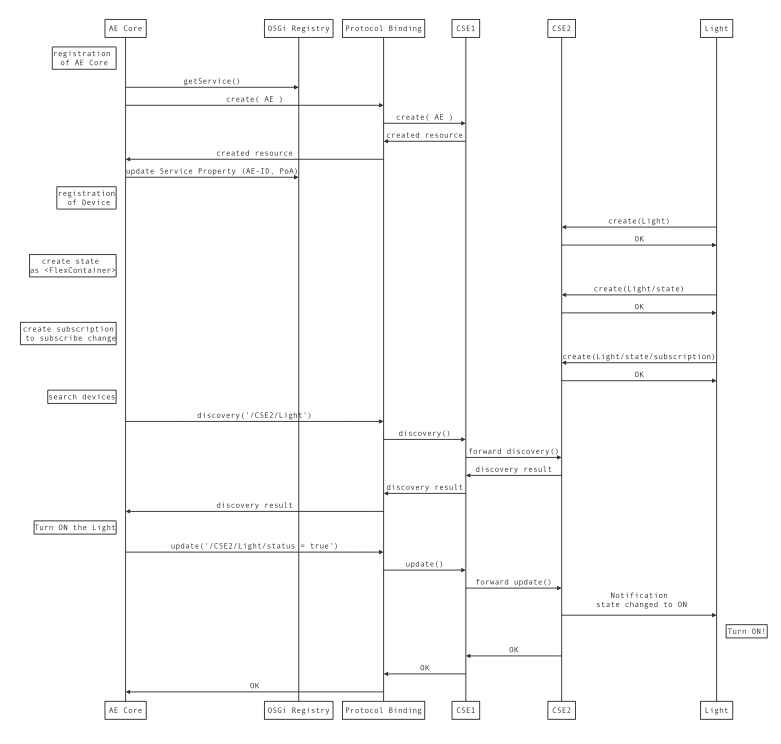 AE Core
OSGi Registry
Protocol Binding
CSE1
CSE2
Light
registration
of AE Core
getService()
create( AE )
create( AE )
created resource
created resource
update Service Property (AE-ID, PoA)
registration
of Device
create(Light)
OK
create state
as <FlexContainer>
create(Light/state)
OK
create subscription
to subscribe change
create(Light/state/subscription)
OK
search devices
discovery('/CSE2/Light')
discovery()
forward discovery()
discovery result
discovery result
discovery result
Turn ON the Light
update('/CSE2/Light/status = true')
update()
forward update()
Notification
state changed to ON
Turn ON!
OK
OK
OK
AE Core
OSGi Registry
Protocol Binding
CSE1
CSE2
Light